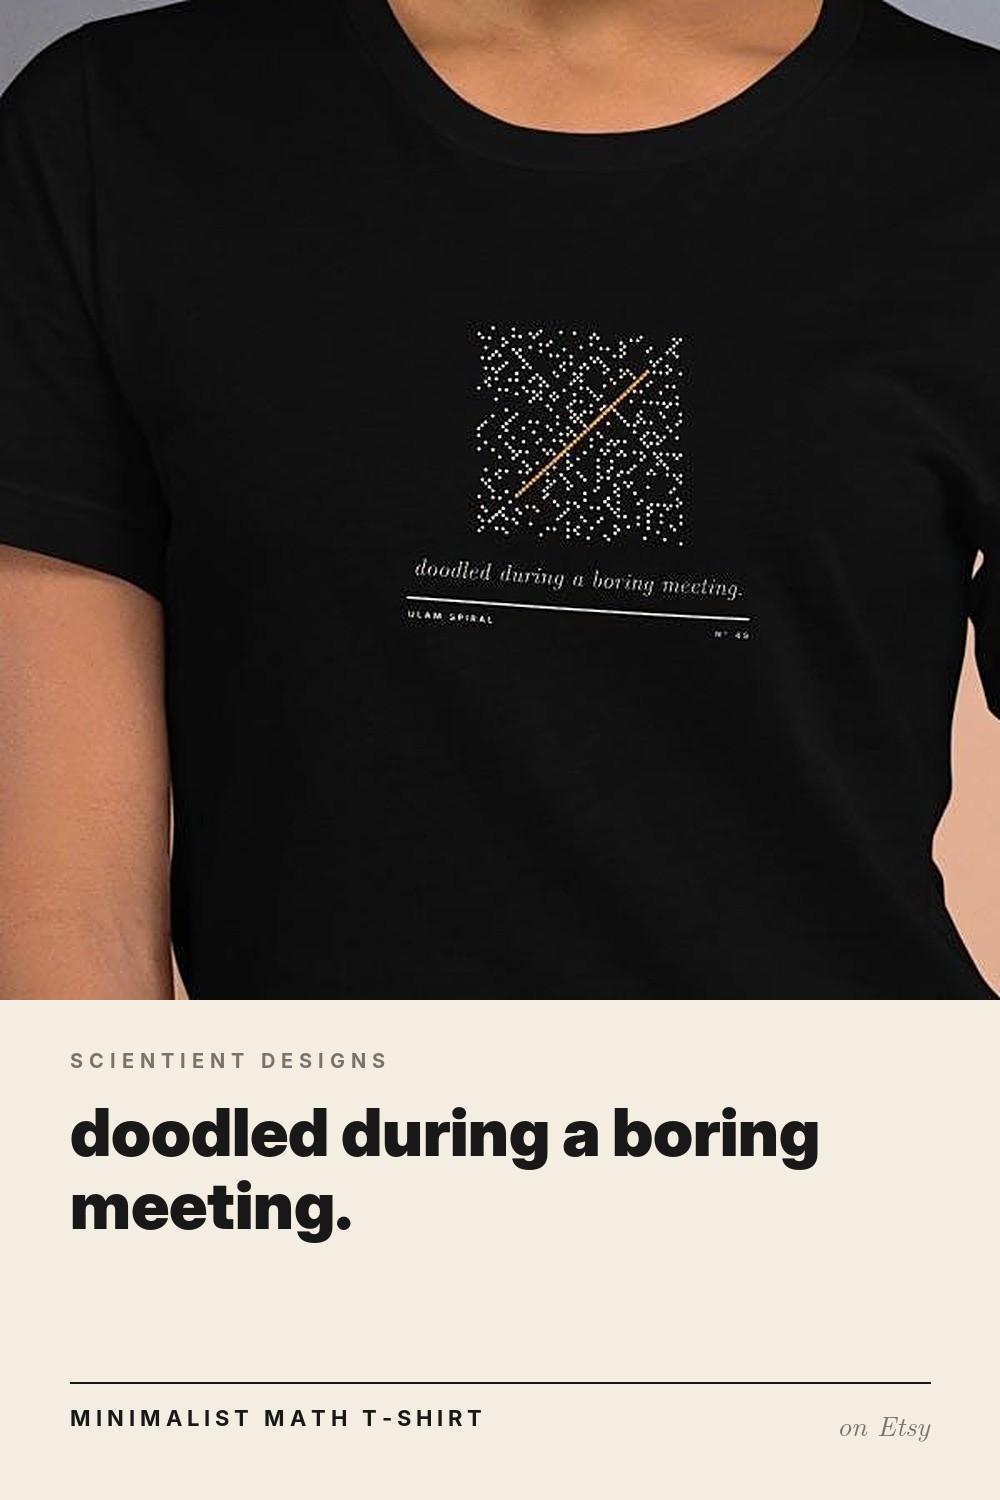 doodled during a boring meeting.
ULAM SPIRAL
Nº 49
SCIENTIENT DESIGNS
doodled during a boring
meeting.
MINIMALIST MATH T-SHIRT
on Etsy